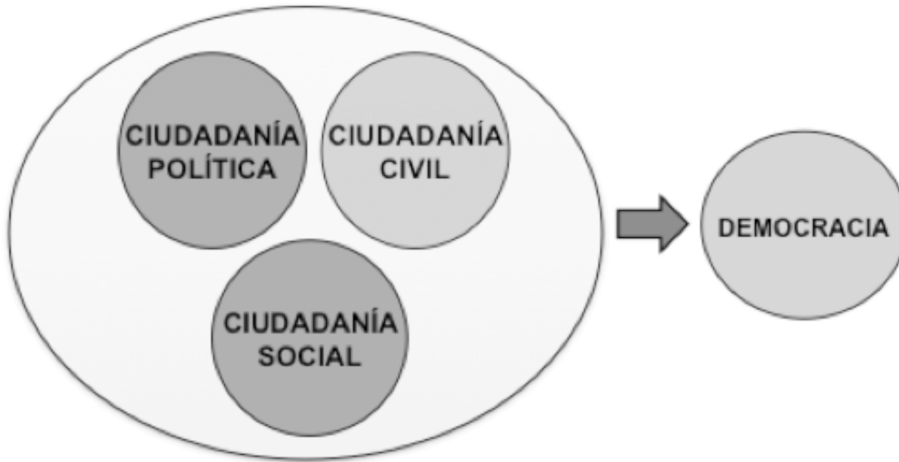 CIUDADANÍA
POLÍTICA
CIUDADANÍA
CIVIL
DEMOCRACIA
CIUDADANÍA
SOCIAL